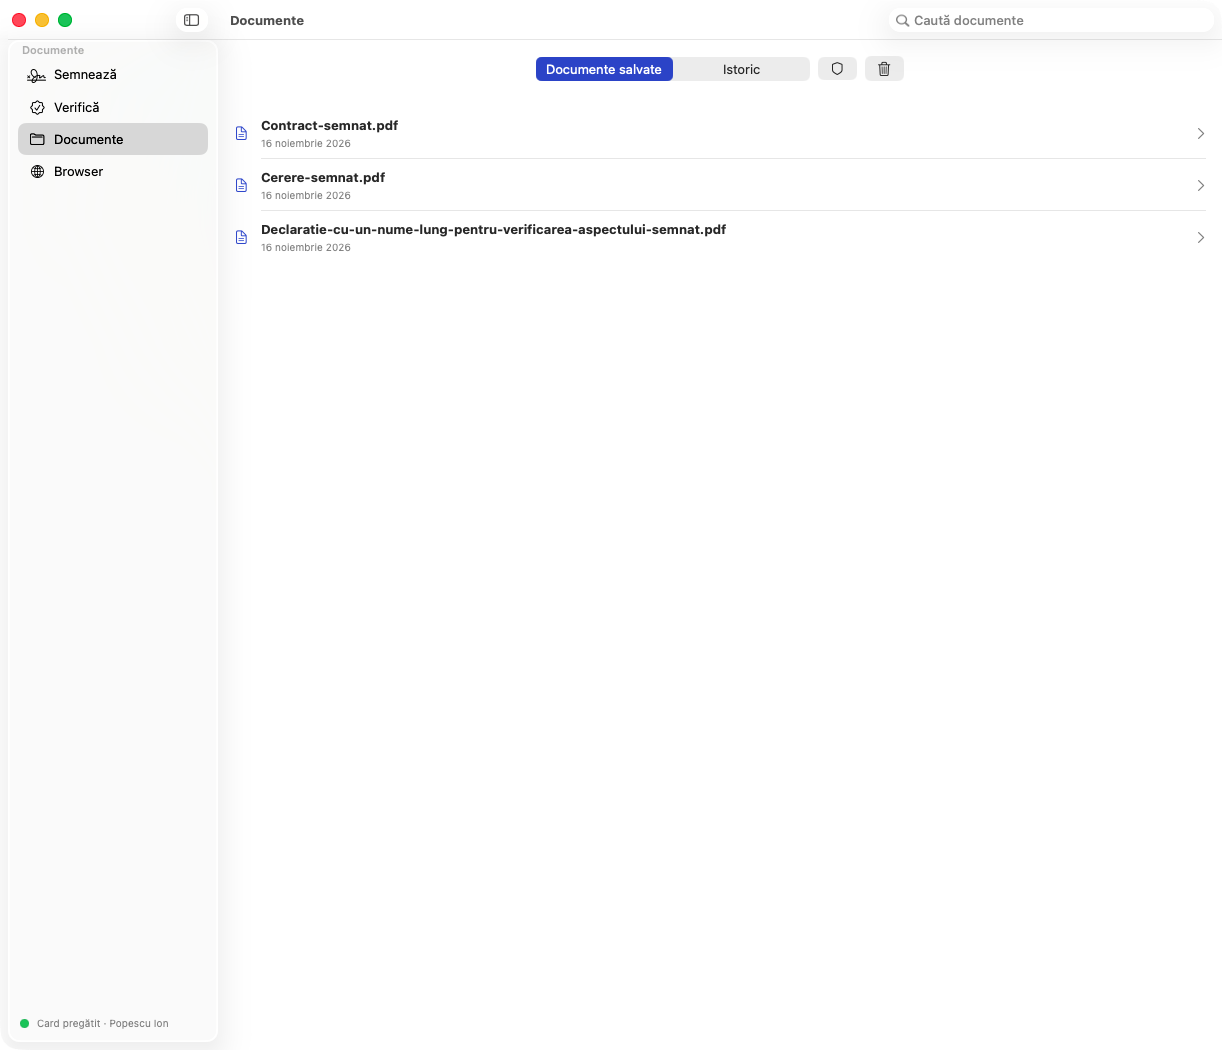 Documente
Caută documente
Documente
Semnează
Verifică
Documente
Browser
Documente salvate
Istoric
Contract-semnat.pdf
16 noiembrie 2026
Cerere-semnat.pdf
16 noiembrie 2026
Declaratie-cu-un-nume-lung-pentru-verificarea-aspectului-semnat.pdf
16 noiembrie 2026
Card pregătit · Popescu Ion